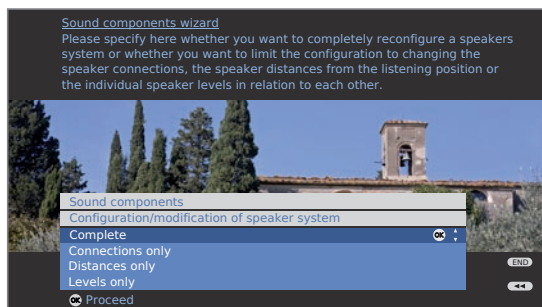 Sound components wizard
Please specify here whether you want to completely reconfigure a speakers
system or whether you want to limit the configuration to changing the
speaker connections, the speaker distances from the listening position or
the individual speaker levels in relation to each other.
Sound components
Configuration/modification of speaker system
Complete OK
Connections only
Distances only
END
Levels only
OK Proceed